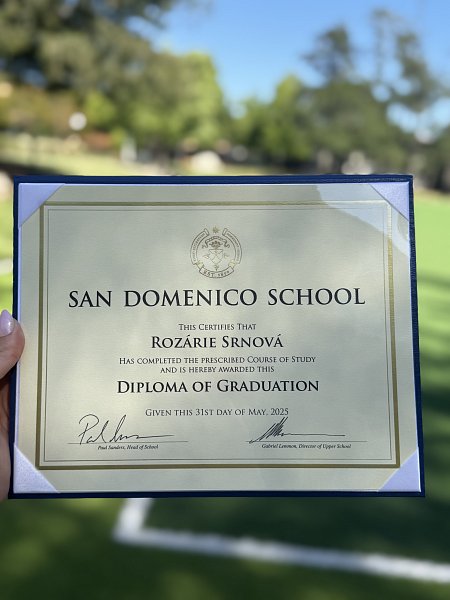 EST. 1850
SAN DOMENICO SCHOOL
THIS CERTIFIES THAT
ROZÁRIE SRNOVÁ
HAS COMPLETED THE PRESCRIBED COURSE OF STUDY
AND IS HEREBY AWARDED THIS
DIPLOMA OF GRADUATION
GIVEN THIS 31ST DAY OF MAY, 2025
Paul Sanders, Head of School
Gabriel Lemmon, Director of Upper School